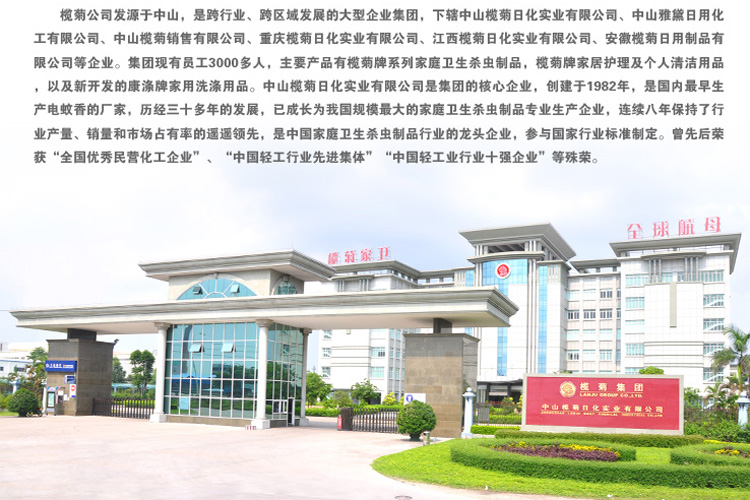 榄菊公司发源于中山，是跨行业、跨区域发展的大型企业集团，下辖中山榄菊日化实业有限公司、中山雅黛日用化
工有限公司、中山榄菊销售有限公司、重庆榄菊日化实业有限公司、江西榄菊日化实业有限公司、安徽榄菊日用制品有
限公司等企业。集团现有员工3000多人，主要产品有榄菊牌系列家庭卫生杀虫制品，榄菊牌家居护理及个人清洁用品
，以及新开发的康涤牌家用洗涤用品。中山榄菊日化实业有限公司是集团的核心企业，创建于1982年，是国内最早生
产电蚊香的厂家，历经三十多年的发展，已成长为我国规模最大的家庭卫生杀虫制品专业生产企业，连续八年保持了行
业产量、销量和市场占有率的遥遥领先，是中国家庭卫生杀虫制品行业的龙头企业，参与国家行业标准制定。曾先后荣
获“全国优秀民营化工企业”、“中国轻工行业先进集体”“中国轻工业行业十强企业”等殊荣。
榄菊家卫
全球航母
榄菊集团
LANJU GROUP CO.,LTD.
中山榄菊日化实业有限公司